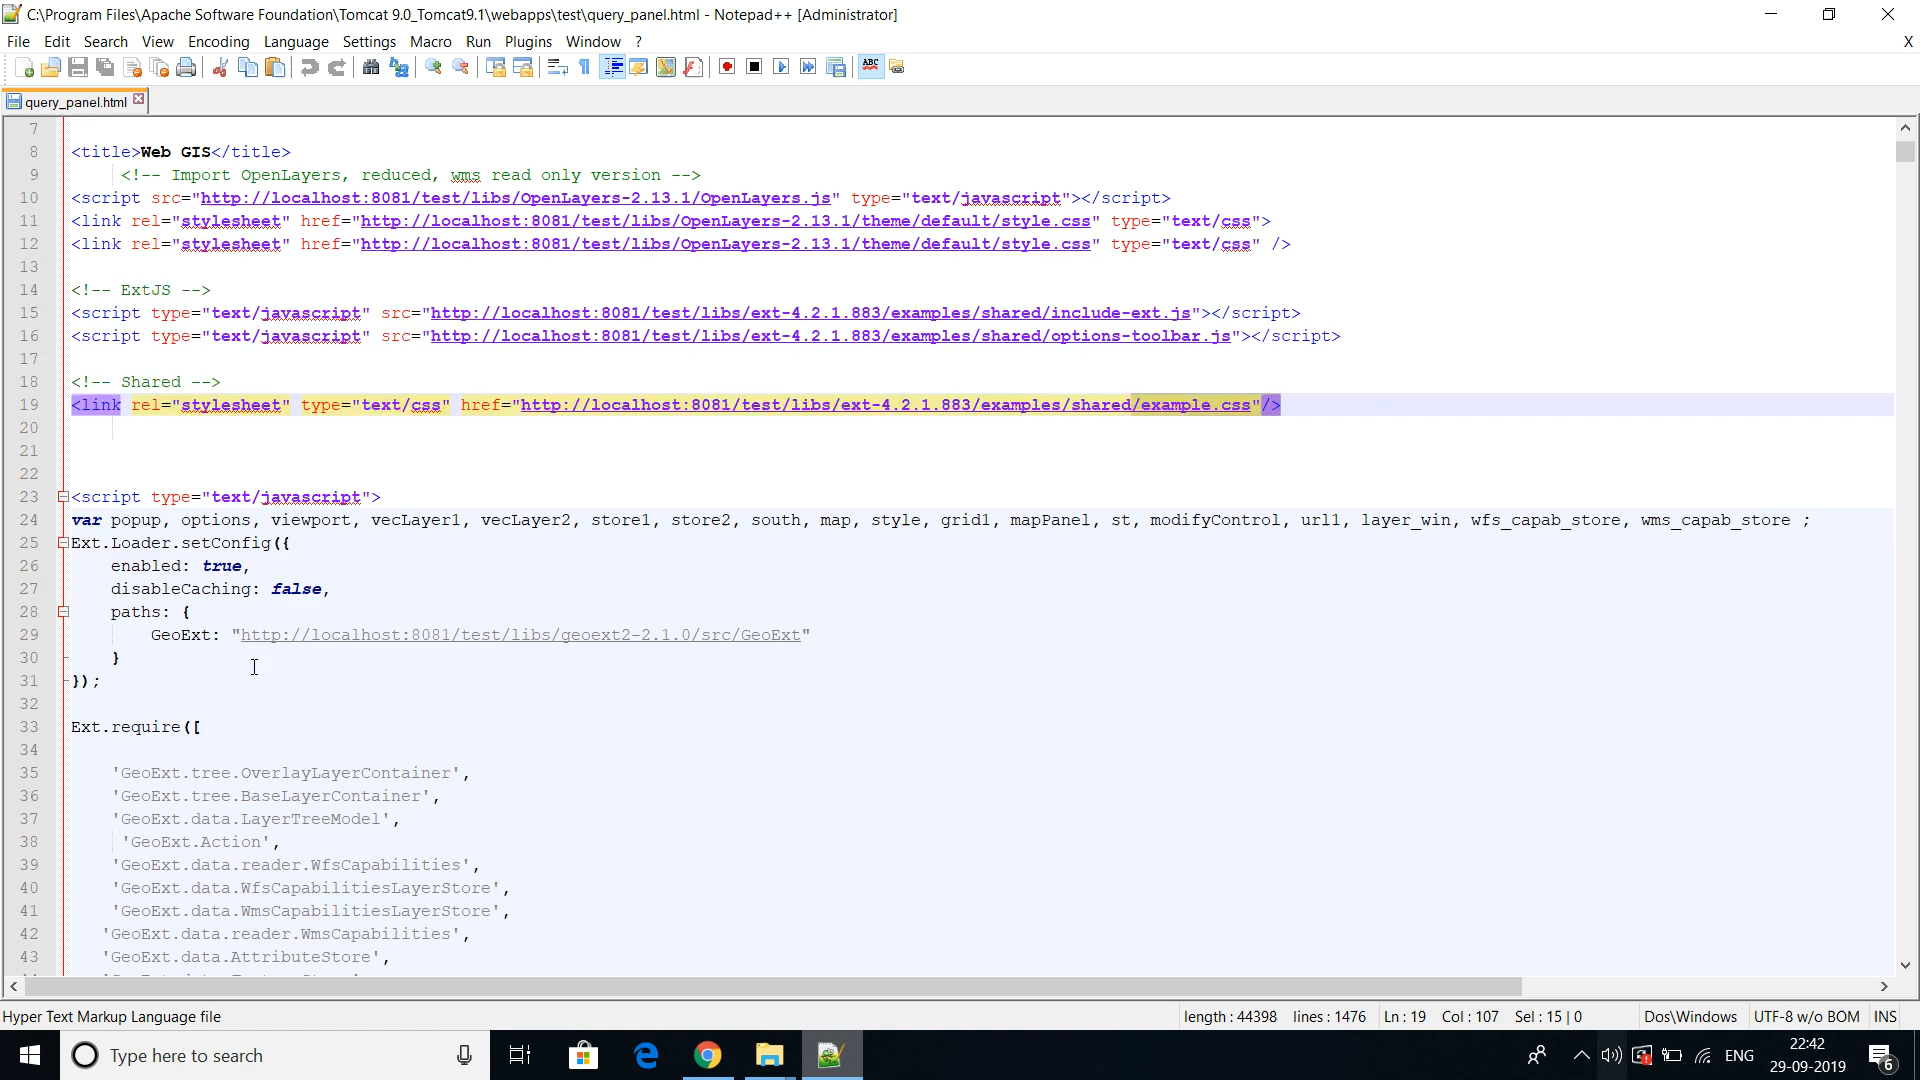 C:\Program Files\Apache Software Foundation\Tomcat 9.0_Tomcat9.1\webapps\test\query_panel.html - Notepad++ [Administrator]
File Edit Search View Encoding Language Settings Macro Run Plugins Window ? X
ABC
query_panel.html
7
8 <title>Web GIS</title>
9 <!-- Import OpenLayers, reduced, wms read only version -->
10 <script src="http://localhost:8081/test/libs/OpenLayers-2.13.1/OpenLayers.js" type="text/javascript"></script>
11 <link rel="stylesheet" href="http://localhost:8081/test/libs/OpenLayers-2.13.1/theme/default/style.css" type="text/css">
12 <link rel="stylesheet" href="http://localhost:8081/test/libs/OpenLayers-2.13.1/theme/default/style.css" type="text/css" />
13
14 <!-- ExtJS -->
15 <script type="text/javascript" src="http://localhost:8081/test/libs/ext-4.2.1.883/examples/shared/include-ext.js"></script>
16 <script type="text/javascript" src="http://localhost:8081/test/libs/ext-4.2.1.883/examples/shared/options-toolbar.js"></script>
17
18 <!-- Shared -->
19 <link rel="stylesheet" type="text/css" href="http://localhost:8081/test/libs/ext-4.2.1.883/examples/shared/example.css"/>
20
21
22
23 <script type="text/javascript">
24 var popup, options, viewport, vecLayer1, vecLayer2, store1, store2, south, map, style, grid1, mapPanel, st, modifyControl, url1, layer_win, wfs_capab_store, wms_capab_store ;
25 Ext.Loader.setConfig({
26 enabled: true,
27 disableCaching: false,
28 paths: {
29 GeoExt: "http://localhost:8081/test/libs/geoext2-2.1.0/src/GeoExt"
30 }
31 });
32
33 Ext.require([
34
35 'GeoExt.tree.OverlayLayerContainer',
36 'GeoExt.tree.BaseLayerContainer',
37 'GeoExt.data.LayerTreeModel',
38 'GeoExt.Action',
39 'GeoExt.data.reader.WfsCapabilities',
40 'GeoExt.data.WfsCapabilitiesLayerStore',
41 'GeoExt.data.WmsCapabilitiesLayerStore',
42 'GeoExt.data.reader.WmsCapabilities',
43 'GeoExt.data.AttributeStore',
Hyper Text Markup Language file length : 44398 lines : 1476 Ln : 19 Col : 107 Sel : 15 | 0 Dos\Windows UTF-8 w/o BOM INS
Type here to search ENG 22:42
29-09-2019 6